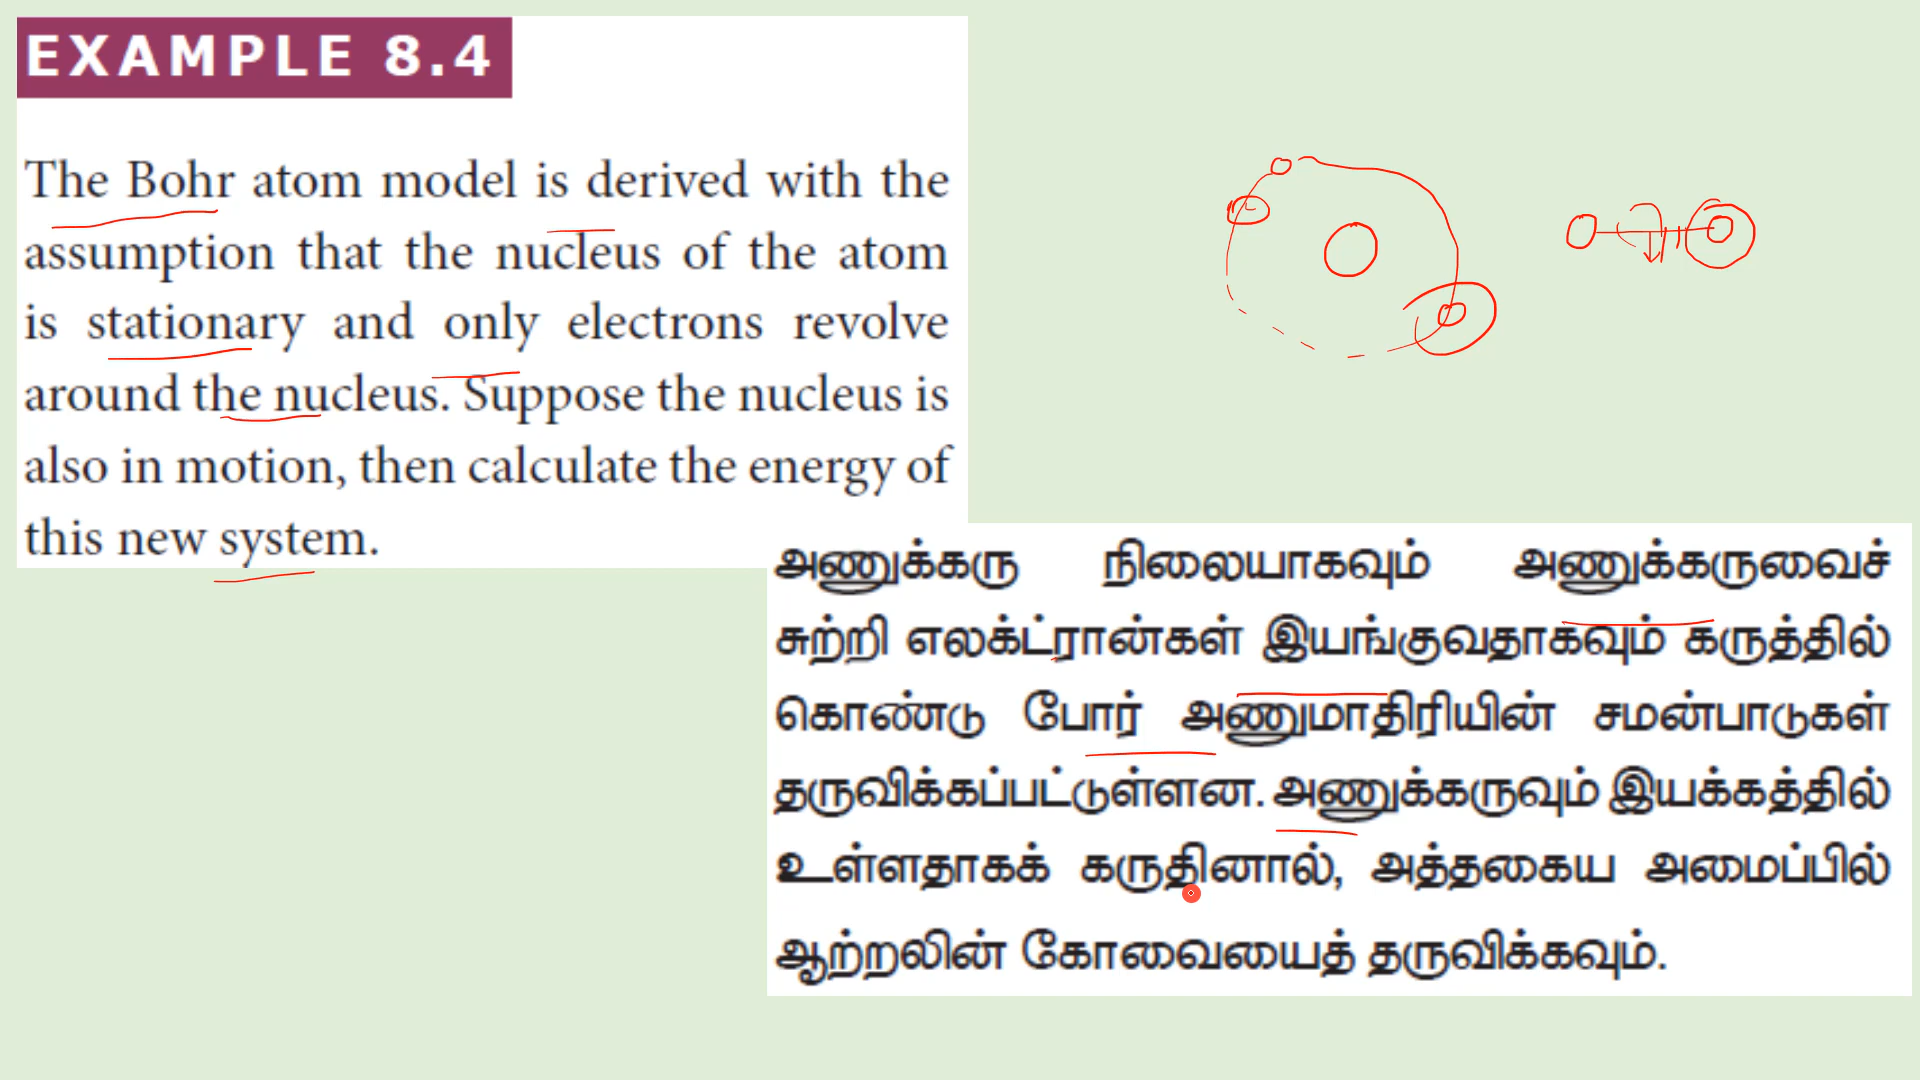 EXAMPLE 8.4
The Bohr atom model is derived with the
assumption that the nucleus of the atom
is stationary and only electrons revolve
around the nucleus. Suppose the nucleus is
also in motion, then calculate the energy of
this new system.
அணுக்கரு நிலையாகவும் அணுக்கருவைச்
சுற்றி எலக்ட்ரான்கள் இயங்குவதாகவும் கருத்தில்
கொண்டு போர் அணுமாதிரியின் சமன்பாடுகள்
தருவிக்கப்பட்டுள்ளன. அணுக்கருவும் இயக்கத்தில்
உள்ளதாகக் கருதினால், அத்தகைய அமைப்பில்
ஆற்றலின் கோவையைத் தருவிக்கவும்.